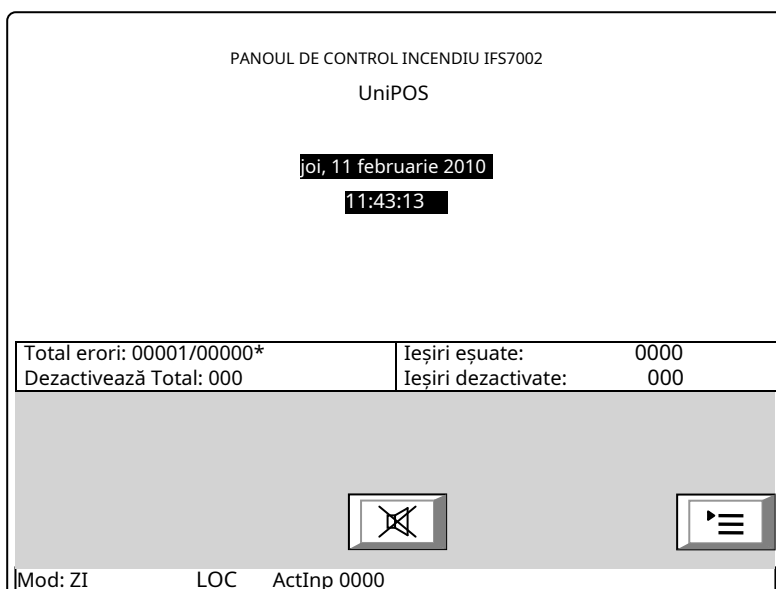 PANOUL DE CONTROL INCENDIU IFS7002
UniPOS
joi, 11 februarie 2010
11:43:13
Total erori: 00001/00000* Ieșiri eșuate: 0000
Dezactivează Total: 000 Ieșiri dezactivate: 000
Mod: ZI LOC ActInp 0000